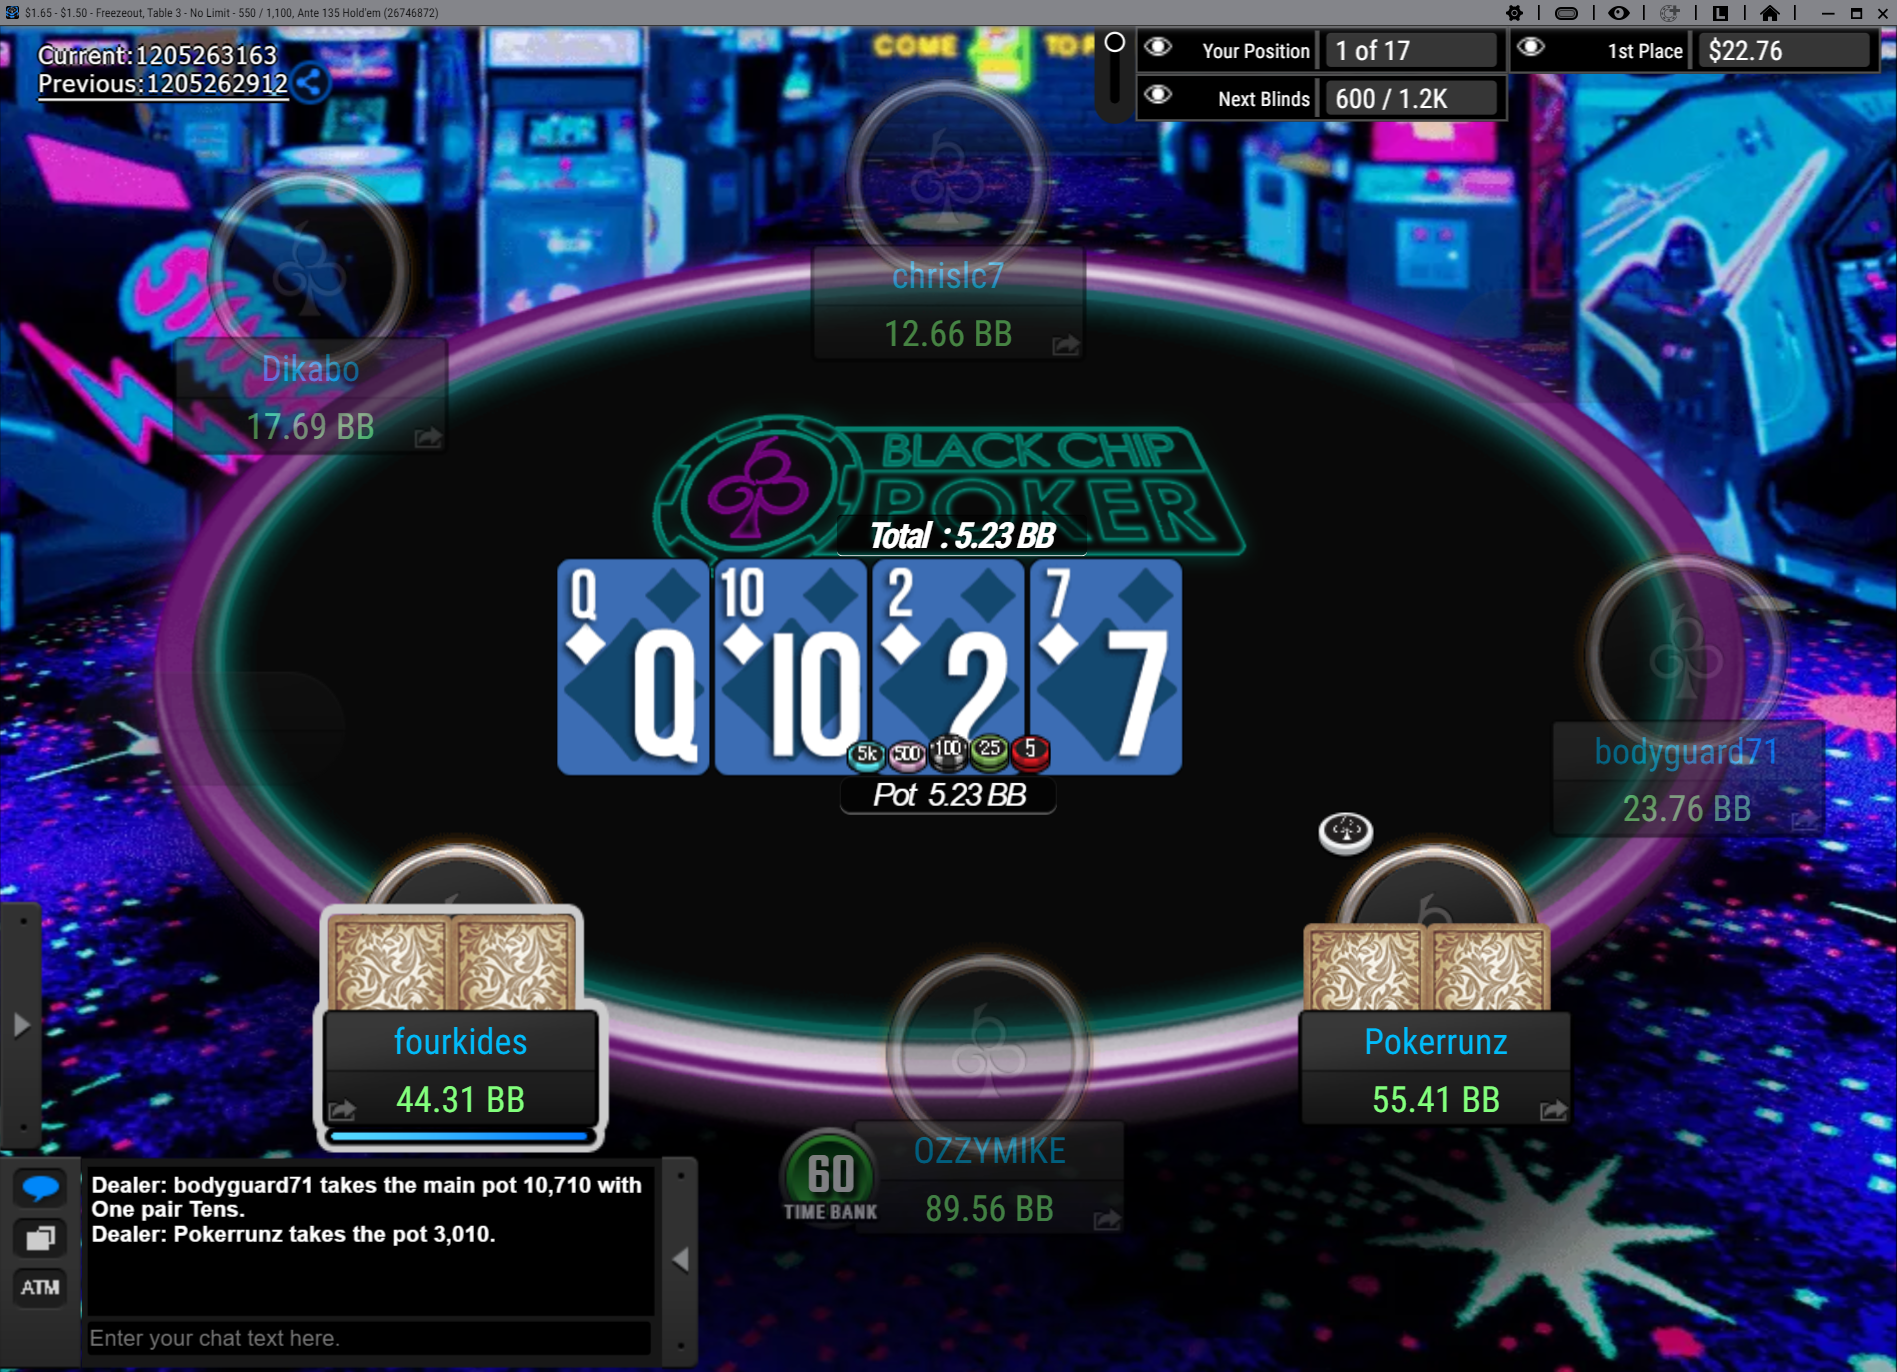 $1.65 - $1.50 - Freezeout, Table 3 - No Limit - 550 / 1,100, Ante 135 Hold'em (26746872)
Current:1205263163
Previous:1205262912
COME
Your Position
1 of 17
1st Place
$22.76
Next Blinds
600 / 1.2K
chrislc7
12.66 BB
Dikabo
17.69 BB
BLACK CHIP
POKER
Total : 5.23 BB
Q
Q
10
10
2
2
7
7
5k
500
100
25
5
Pot 5.23 BB
bodyguard71
23.76 BB
fourkides
44.31 BB
Pokerrunz
55.41 BB
60
TIME BANK
OZZYMIKE
89.56 BB
Dealer: bodyguard71 takes the main pot 10,710 with
One pair Tens.
Dealer: Pokerrunz takes the pot 3,010.
ATM
Enter your chat text here.